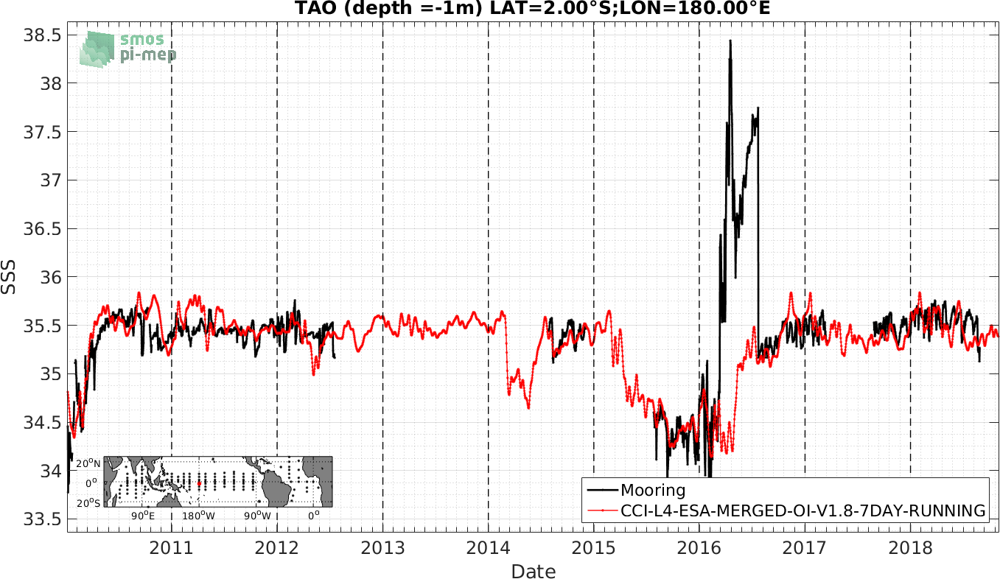 TAO (depth =-1m) LAT=2.00°S;LON=180.00°E
smos
pi-mep
38.5
38
37.5
37
36.5
36
35.5
35
34.5
34
33.5
SSS
20°N
0°
20°S
90°E
180°W
90°W
0°
Mooring
CCI-L4-ESA-MERGED-OI-V1.8-7DAY-RUNNING
2011
2012
2013
2014
2015
2016
2017
2018
Date